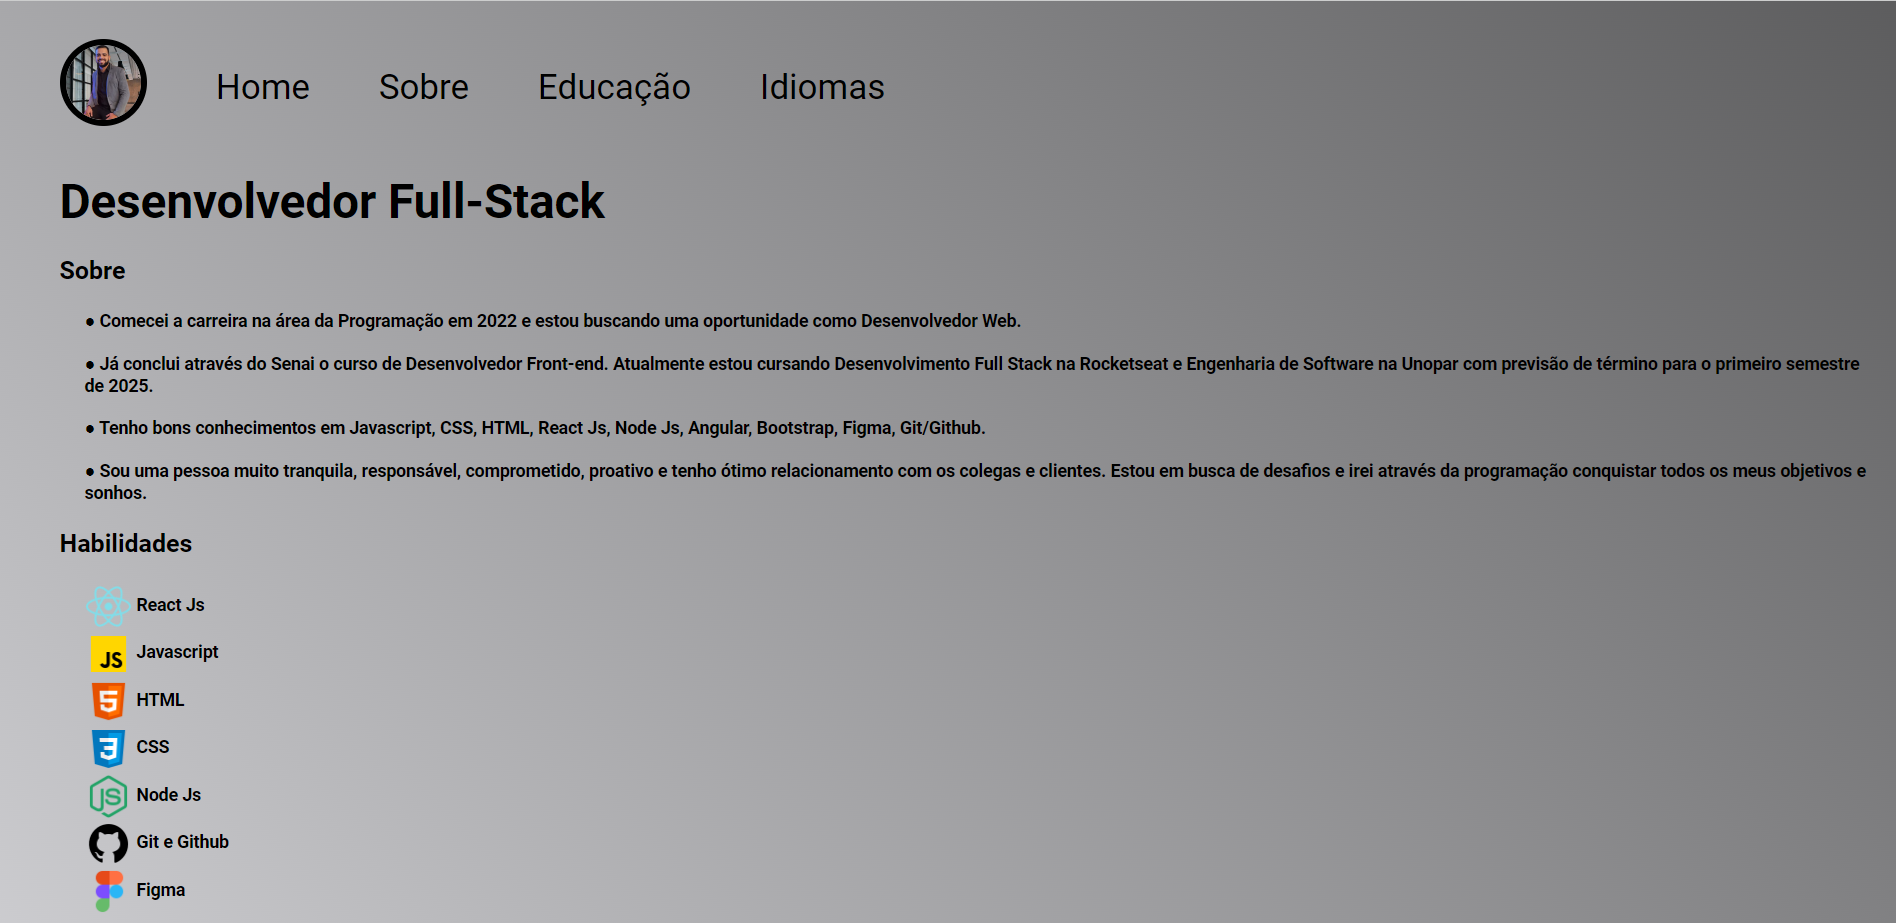 Home Sobre Educação Idiomas
Desenvolvedor Full-Stack
Sobre
● Comecei a carreira na área da Programação em 2022 e estou buscando uma oportunidade como Desenvolvedor Web.
● Já conclui através do Senai o curso de Desenvolvedor Front-end. Atualmente estou cursando Desenvolvimento Full Stack na Rocketseat e Engenharia de Software na Unopar com previsão de término para o primeiro semestre
de 2025.
● Tenho bons conhecimentos em Javascript, CSS, HTML, React Js, Node Js, Angular, Bootstrap, Figma, Git/Github.
● Sou uma pessoa muito tranquila, responsável, comprometido, proativo e tenho ótimo relacionamento com os colegas e clientes. Estou em busca de desafios e irei através da programação conquistar todos os meus objetivos e
sonhos.
Habilidades
React Js
JS Javascript
5 HTML
3 CSS
JS Node Js
Git e Github
Figma